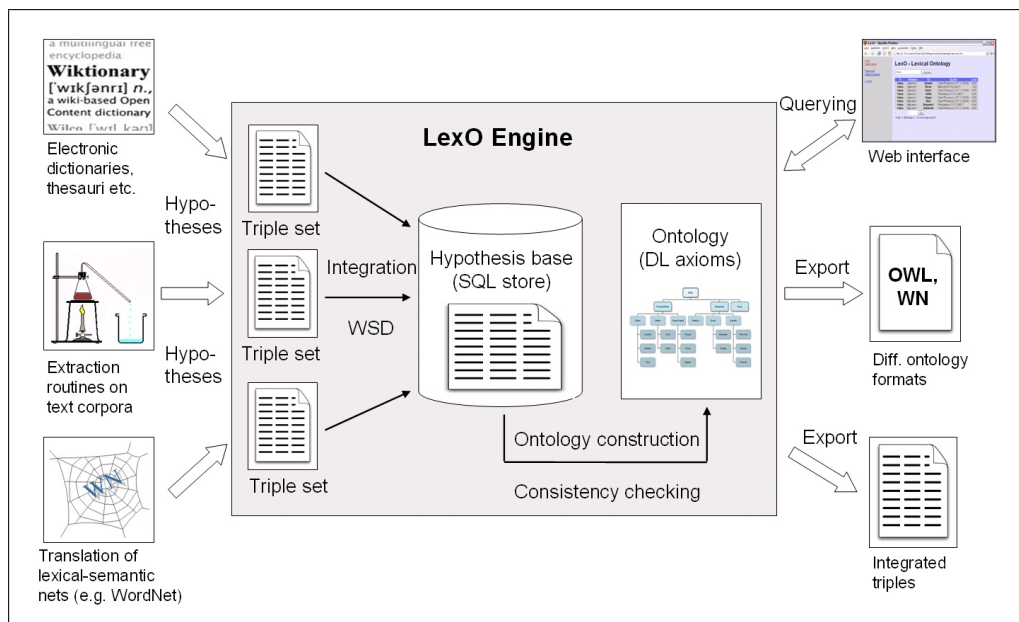 a multilingual free
encyclopedia
Wiktionary
['wɪkʃənrɪ] n.,
a wiki-based Open
Content dictionary
Electronic
dictionaries,
thesauri etc.
Hypo-
theses
Extraction
routines on
text corpora
Hypo-
theses
WN
Translation of
lexical-semantic
nets (e.g. WordNet)
LexO Engine
Triple set
Triple set
Triple set
Integration
WSD
Hypothesis base
(SQL store)
Ontology
(DL axioms)
Ontology construction
Consistency checking
Querying
LexO - Lexical Ontology
Web interface
Export
OWL,
WN
Diff. ontology
formats
Export
Integrated
triples